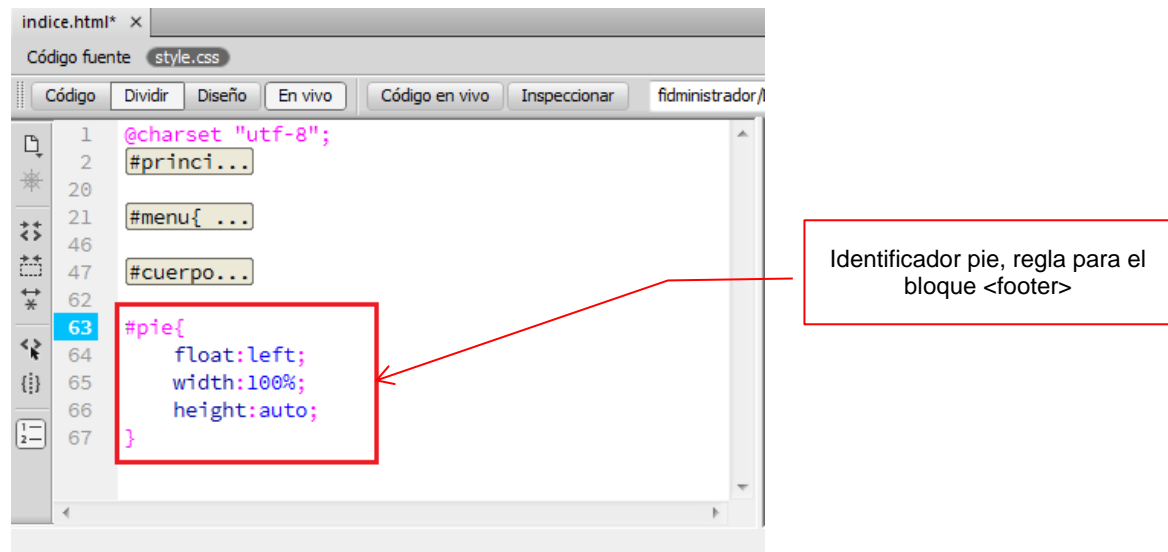 indice.html* ×
Código fuente style.css
Código Dividir Diseño En vivo Código en vivo Inspeccionar fidministrador/
1 @charset "utf-8";
2 #princi...
20
21 #menu{ ...
46
47 #cuerpo...
62
63 #pie{
64 float:left;
65 width:100%;
66 height:auto;
67 }
Identificador pie, regla para el
bloque <footer>